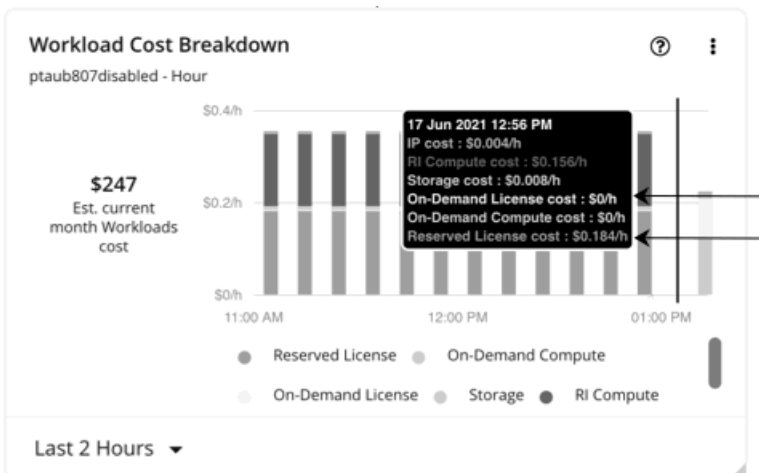 Workload Cost Breakdown
ptaub807disabled - Hour
$0.4/h
17 Jun 2021 12:56 PM
IP cost : $0.004/h
RI Compute cost : $0.156/h
Storage cost : $0.008/h
On-Demand License cost : $0/h
On-Demand Compute cost : $0/h
Reserved License cost : $0.184/h
$247
Est. current
month Workloads
cost
$0.2/h
$0/h
11:00 AM 12:00 PM 01:00 PM
Reserved License On-Demand Compute
On-Demand License Storage RI Compute
Last 2 Hours